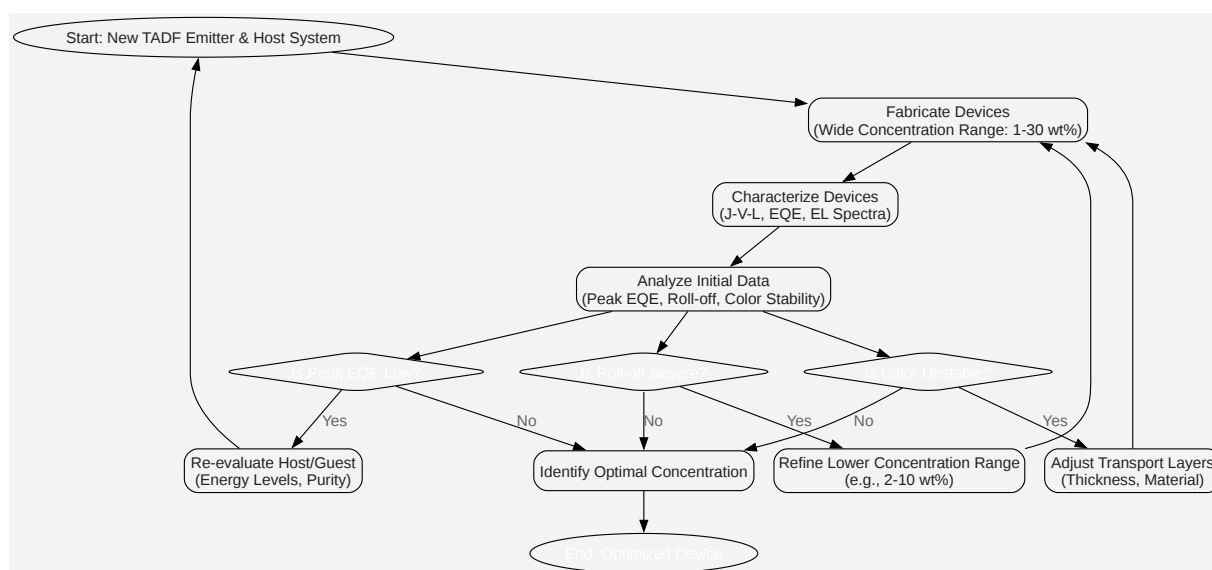 Start: New TADF Emitter & Host System
Fabricate Devices
(Wide Concentration Range: 1-30 wt%)
Characterize Devices
(J-V-L, EQE, EL Spectra)
Analyze Initial Data
(Peak EQE, Roll-off, Color Stability)
Is Peak EQE Low?
Is Roll-off Severe?
Is Color Unstable?
Yes
No
No
Yes
No
Yes
Re-evaluate Host/Guest
(Energy Levels, Purity)
Identify Optimal Concentration
Refine Lower Concentration Range
(e.g., 2-10 wt%)
Adjust Transport Layers
(Thickness, Material)
End: Optimized Device